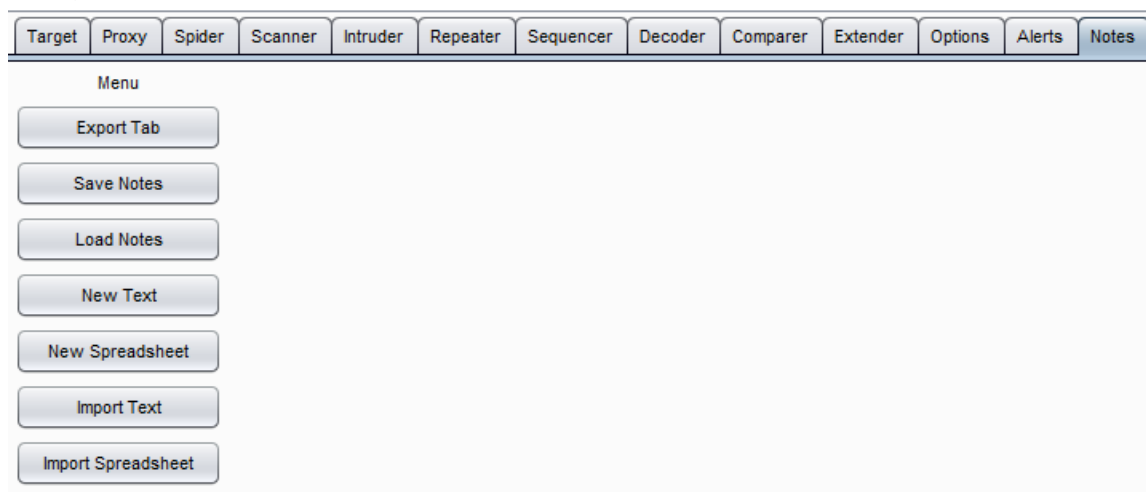 Target Proxy Spider Scanner Intruder Repeater Sequencer Decoder Comparer Extender Options Alerts Notes
Menu
Export Tab
Save Notes
Load Notes
New Text
New Spreadsheet
Import Text
Import Spreadsheet